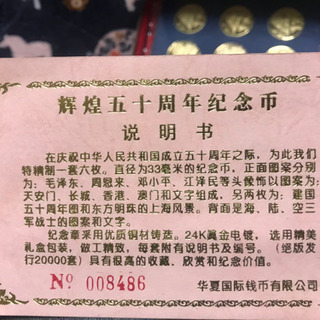 辉煌五十周年纪念币
说明书
在庆祝中华人民共和国成立五十周年之际，为此我们
特精制一套六枚。直径为33毫米的纪念币，正面图案分别
为：毛泽东、周恩来、邓小平、江泽民等头像饰以图案为：
天安门、长城、香港、澳门和文字组成，另两枚为：建国
五十周年图和东方明珠的上海风景。背面是海、陆、空三
军战士的图案和文字。
纪念章采用优质铜材铸造。24K真金电镀，选用精美
礼盒包装，做工精致，每套附有说明书及编号。（绝版发
行20000套）具有很高的收藏、欣赏和纪念价值。
Nº 008486
华夏国际钱币有限公司